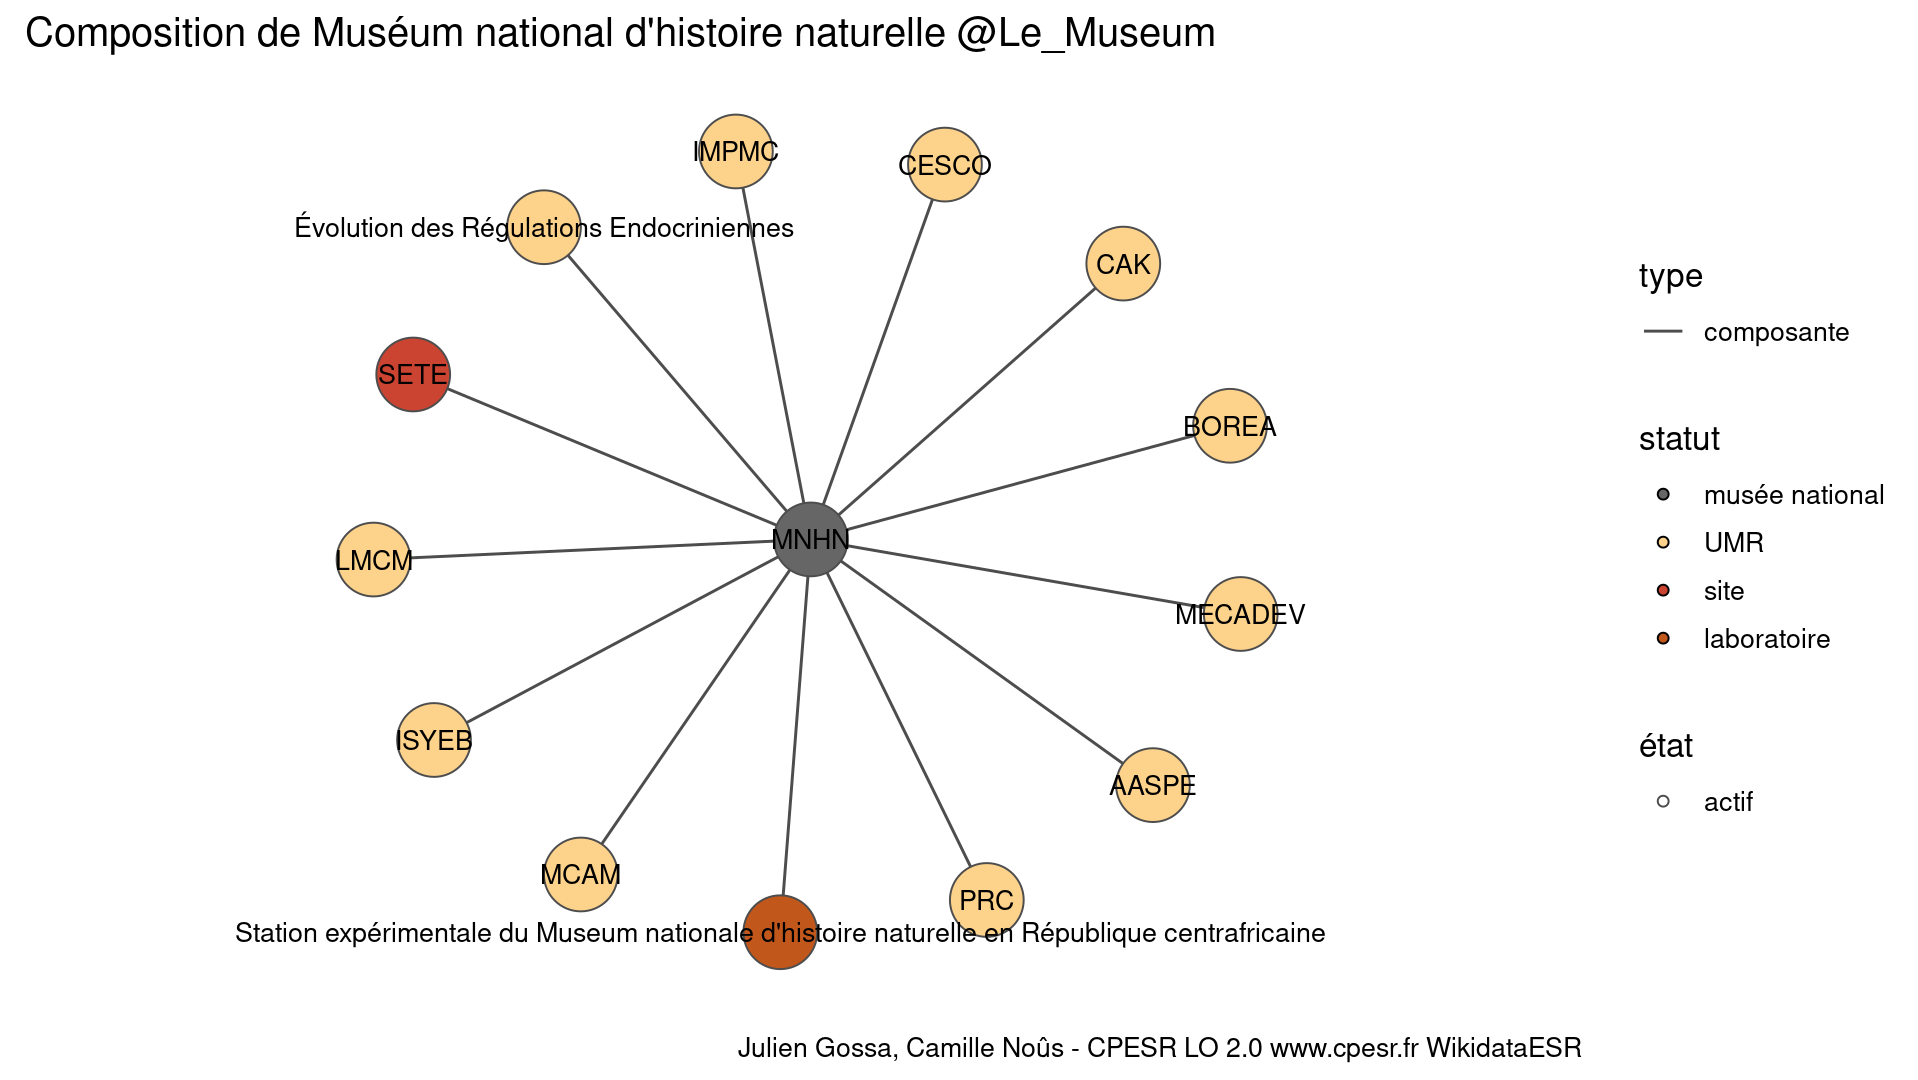 Composition de Muséum national d'histoire naturelle @Le_Museum
IMPMC
CESCO
Évolution des Régulations Endocriniennes
CAK
SETE
BOREA
MNHN
LMCM
MECADEV
ISYEB
AASPE
MCAM
PRC
Station expérimentale du Museum nationale d'histoire naturelle en République centrafricaine
type
composante
statut
musée national
UMR
site
laboratoire
état
actif
Julien Gossa, Camille Noûs - CPESR LO 2.0 www.cpesr.fr WikidataESR